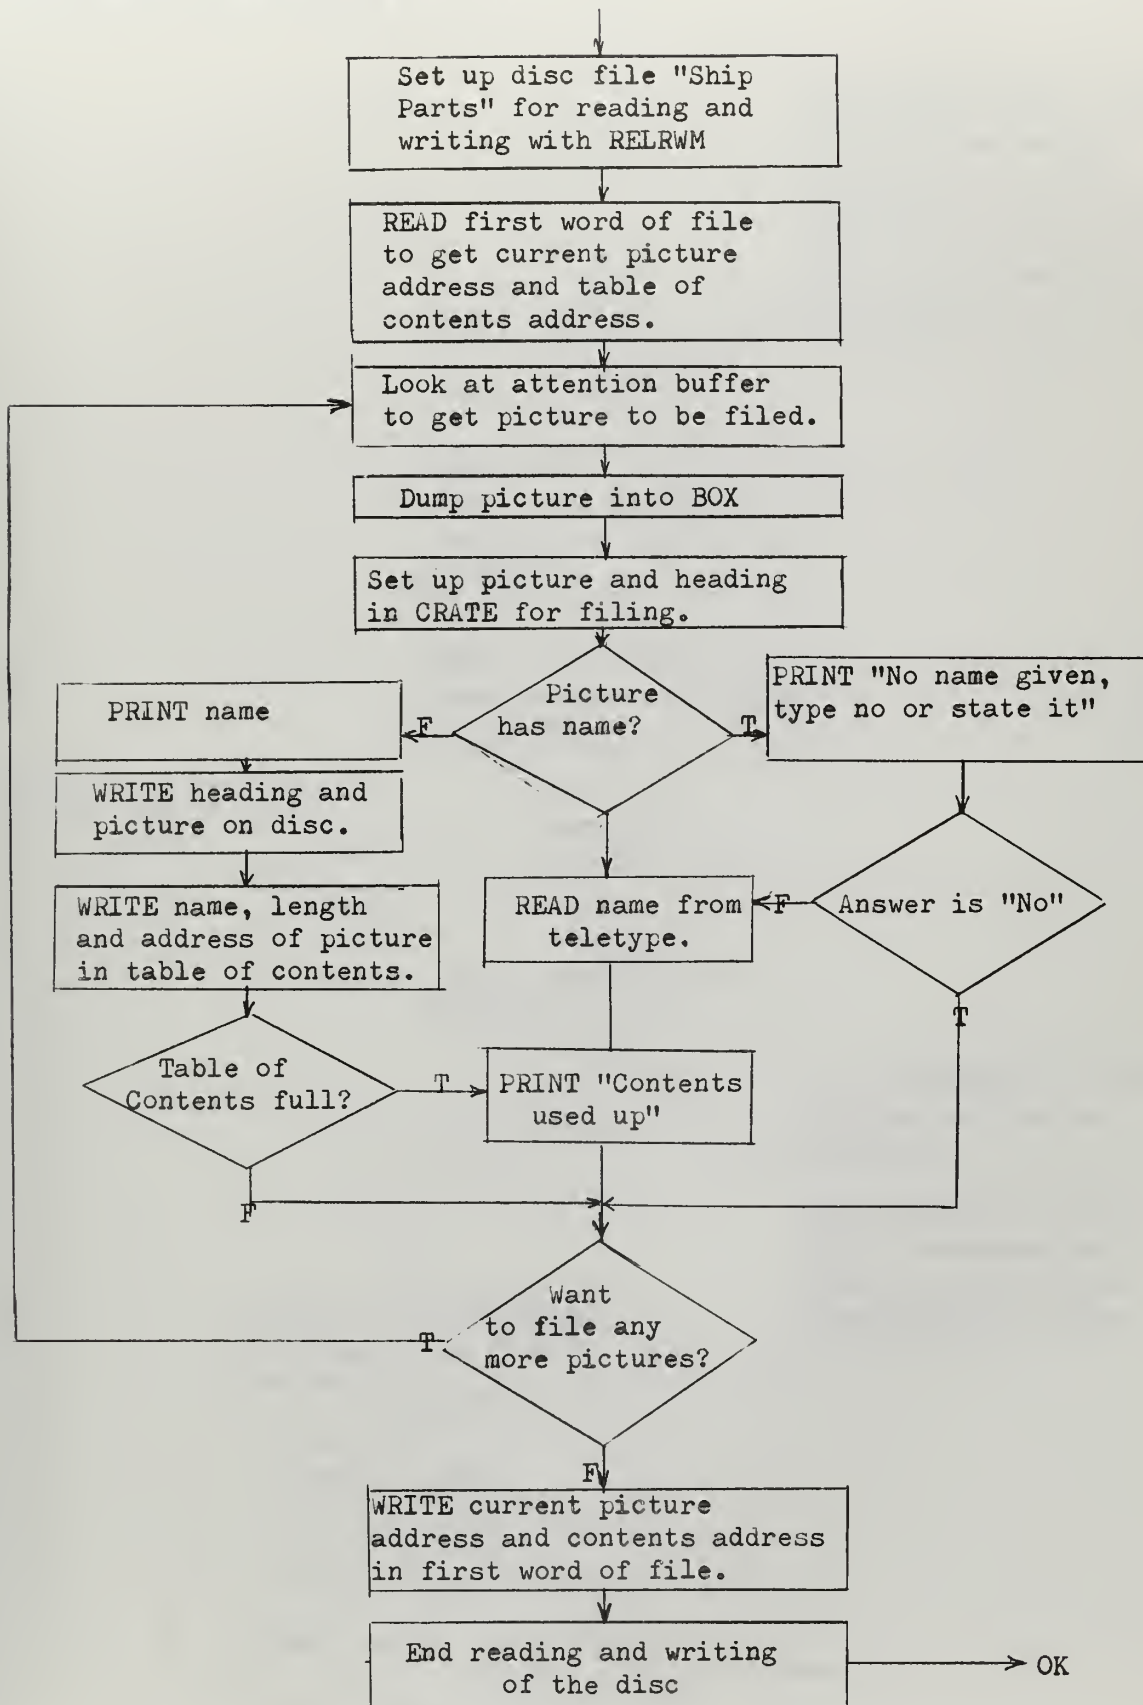 Set up disc file "Ship
Parts" for reading and
writing with RELRWM
READ first word of file
to get current picture
address and table of
contents address.
Look at attention buffer
to get picture to be filed.
Dump picture into BOX
Set up picture and heading
in CRATE for filing.
Picture
has name?
F
T
PRINT name
PRINT "No name given,
type no or state it"
WRITE heading and
picture on disc.
WRITE name, length
and address of picture
in table of contents.
READ name from
teletype.
F
Answer is "No"
T
Table of
Contents full?
T
F
PRINT "Contents
used up"
Want
to file any
more pictures?
T
F
WRITE current picture
address and contents address
in first word of file.
End reading and writing
of the disc
OK